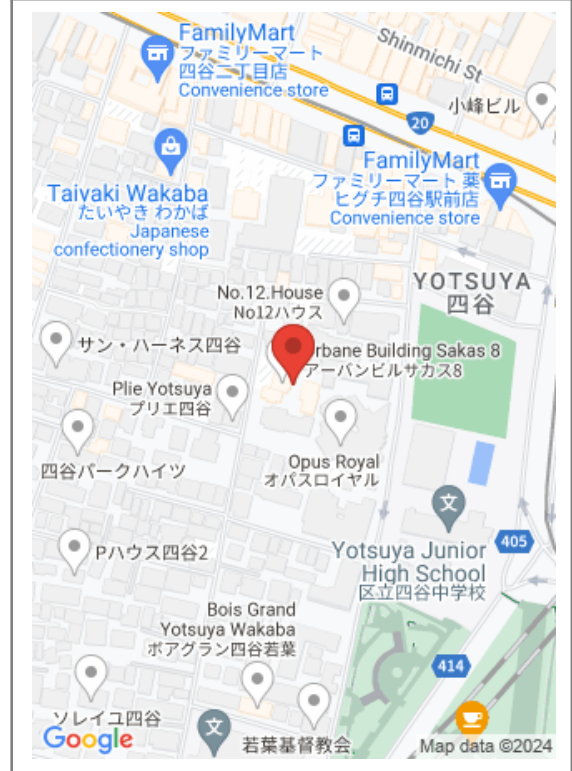 FamilyMart
ファミリーマート
四谷二丁目店
Convenience store
Shinmichi St
小峰ビル
20
FamilyMart
ファミリーマート 薬
ヒグチ四谷駅前店
Convenience store
Taiyaki Wakaba
たいやき わかば
Japanese
confectionery shop
YOTSUYA
四谷
No.12.House
No12ハウス
サン・ハーネス四谷
rbane Building Sakas 8
アーバンビルサカス8
Plie Yotsuya
プリエ四谷
Opus Royal
オパスロイヤル
四谷パークハイツ
文
Yotsuya Junior
High School
区立四谷中学校
405
Pハウス四谷2
Bois Grand
Yotsuya Wakaba
ボアグラン四谷若葉
414
ソレイユ四谷
文
若葉基督教会
Google
Map data ©2024